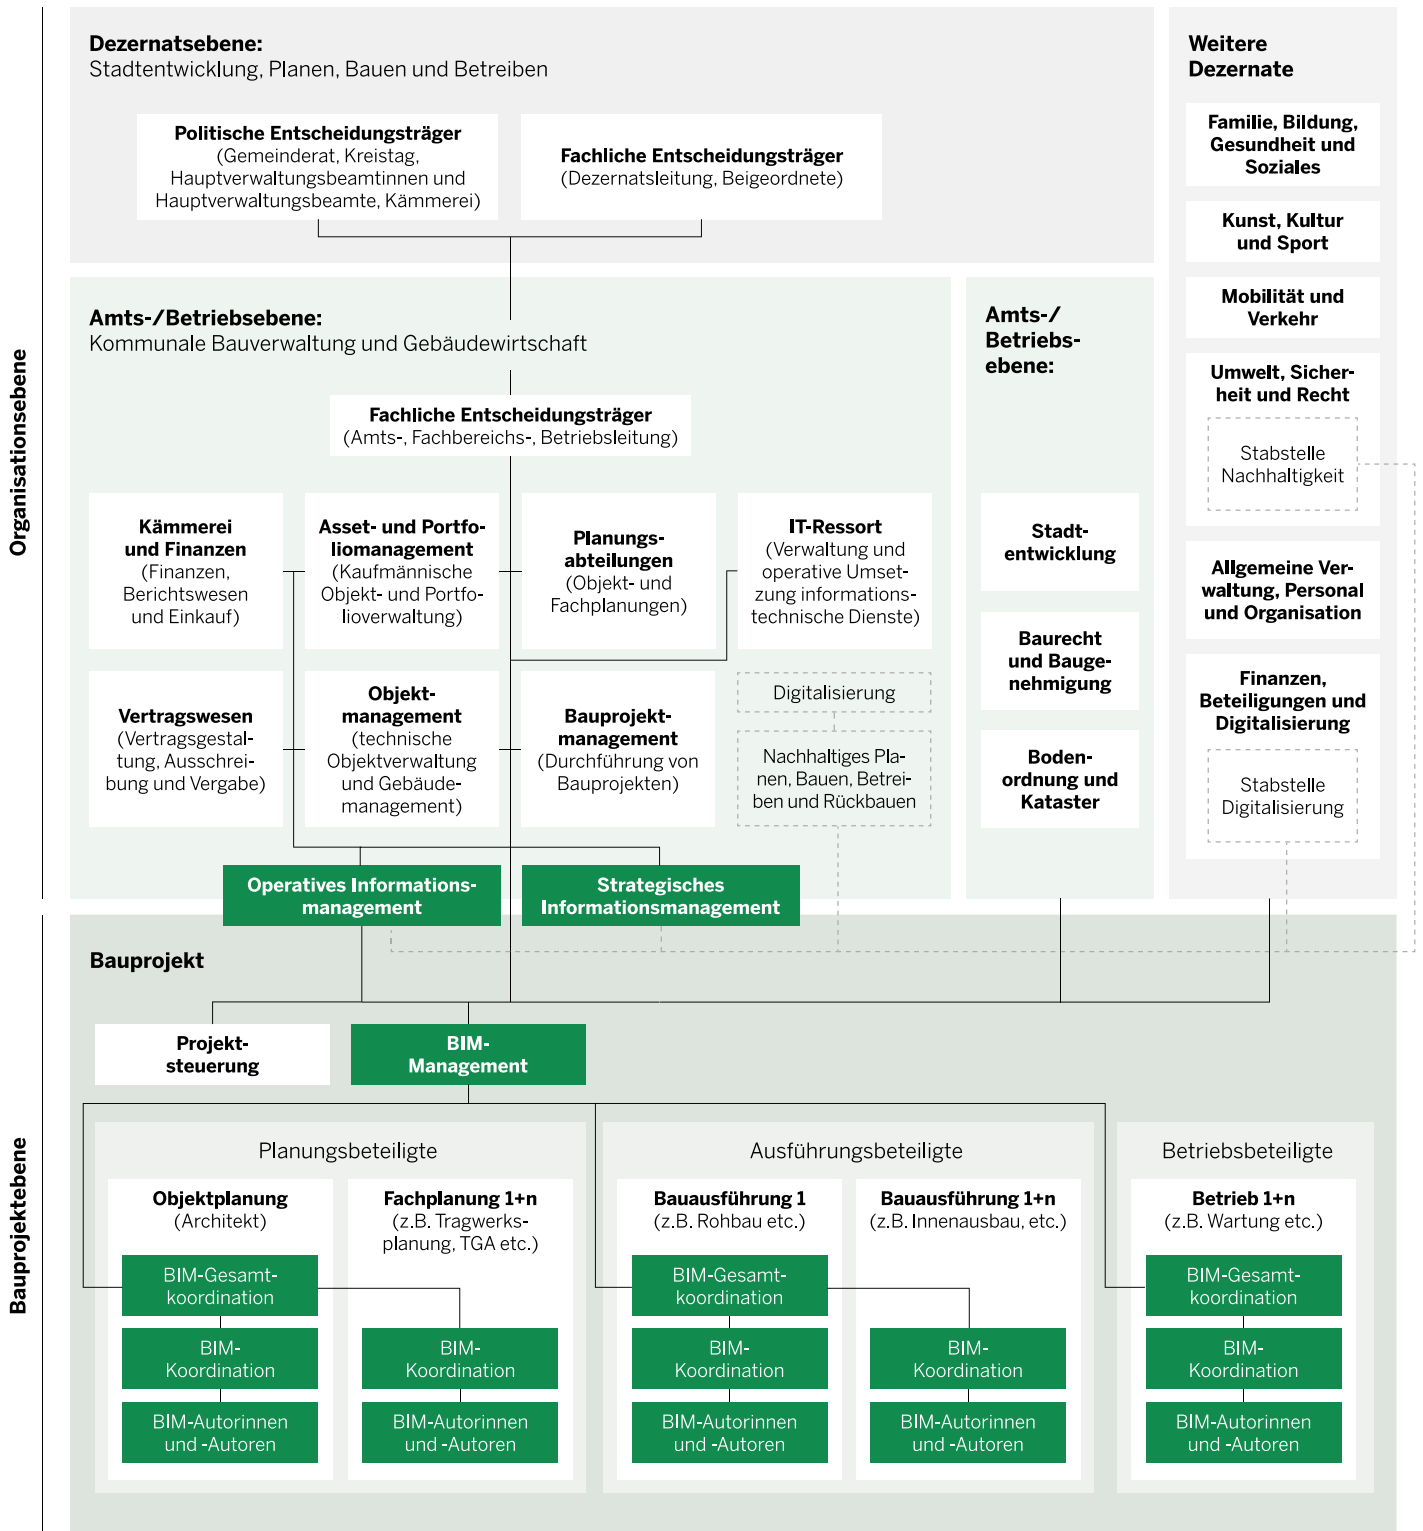 Organisationsebene
Dezernatsebene:
Stadtentwicklung, Planen, Bauen und Betreiben
Politische Entscheidungsträger
(Gemeinderat, Kreistag,
Hauptverwaltungsbeamtinnen und
Hauptverwaltungsbeamte, Kämmerei)
Fachliche Entscheidungsträger
(Dezernatsleitung, Beigeordnete)
Amts-/Betriebsebene:
Kommunale Bauverwaltung und Gebäudewirtschaft
Fachliche Entscheidungsträger
(Amts-, Fachbereichs-, Betriebsleitung)
Kämmerei
und Finanzen
(Finanzen,
Berichtswesen
und Einkauf)
Asset- und Portfo-
liomanagement
(Kaufmännische
Objekt- und Portfo-
lioverwaltung)
Planungs-
abteilungen
(Objekt- und
Fachplanungen)
IT-Ressort
(Verwaltung und
operative Umset-
zung informations-
technische Dienste)
Vertragswesen
(Vertragsgestal-
tung, Ausschrei-
bung und Vergabe)
Objekt-
management
(technische
Objektverwaltung
und Gebäude-
management)
Bauprojekt-
management
(Durchführung von
Bauprojekten)
Digitalisierung
Nachhaltiges Pla-
nen, Bauen, Betrei-
ben und Rückbauen
Operatives Informations-
management
Strategisches
Informationsmanagement
Amts-/
Betriebs-
ebene:
Stadt-
entwicklung
Baurecht
und Bauge-
nehmigung
Boden-
ordnung und
Kataster
Weitere
Dezernate
Familie, Bildung,
Gesundheit und
Soziales
Kunst, Kultur
und Sport
Mobilität und
Verkehr
Umwelt, Sicher-
heit und Recht
Stabstelle
Nachhaltigkeit
Allgemeine Ver-
waltung, Personal
und Organisation
Finanzen,
Beteiligungen und
Digitalisierung
Stabstelle
Digitalisierung
Bauprojektebene
Bauprojekt
Projekt-
steuerung
BIM-
Management
Planungsbeteiligte
Objektplanung
(Architekt)
BIM-Gesamt-
koordination
BIM-
Koordination
BIM-Autorinnen
und -Autoren
Fachplanung 1+n
(z.B. Tragwerks-
planung, TGA etc.)
BIM-
Koordination
BIM-Autorinnen
und -Autoren
Ausführungsbeteiligte
Bauausführung 1
(z.B. Rohbau etc.)
BIM-Gesamt-
koordination
BIM-
Koordination
BIM-Autorinnen
und -Autoren
Bauausführung 1+n
(z.B. Innenausbau, etc.)
BIM-
Koordination
BIM-Autorinnen
und -Autoren
Betriebsbeteiligte
Betrieb 1+n
(z.B. Wartung etc.)
BIM-Gesamt-
koordination
BIM-
Koordination
BIM-Autorinnen
und -Autoren